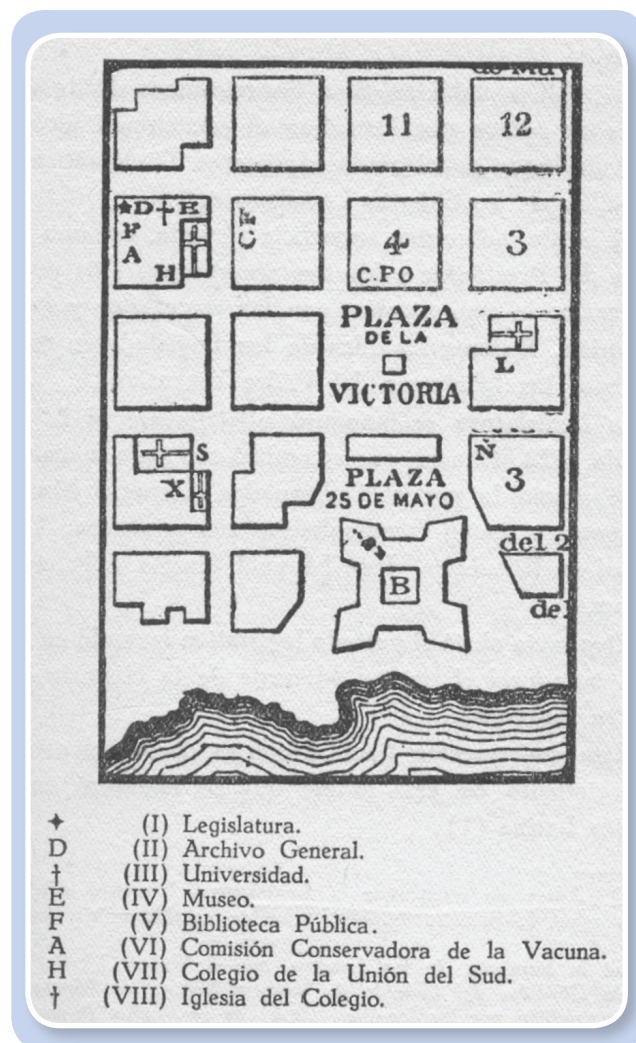 11 12
★ D † E
F
A
H
4 3
C.P O
PLAZA
DE LA
VICTORIA
L
S
X
PLAZA
25 DE MAYO
Ñ
3
del 2
B
del
✦ (I) Legislatura.
D (II) Archivo General.
† (III) Universidad.
E (IV) Museo.
F (V) Biblioteca Pública.
A (VI) Comisión Conservadora de la Vacuna.
H (VII) Colegio de la Unión del Sud.
† (VIII) Iglesia del Colegio.